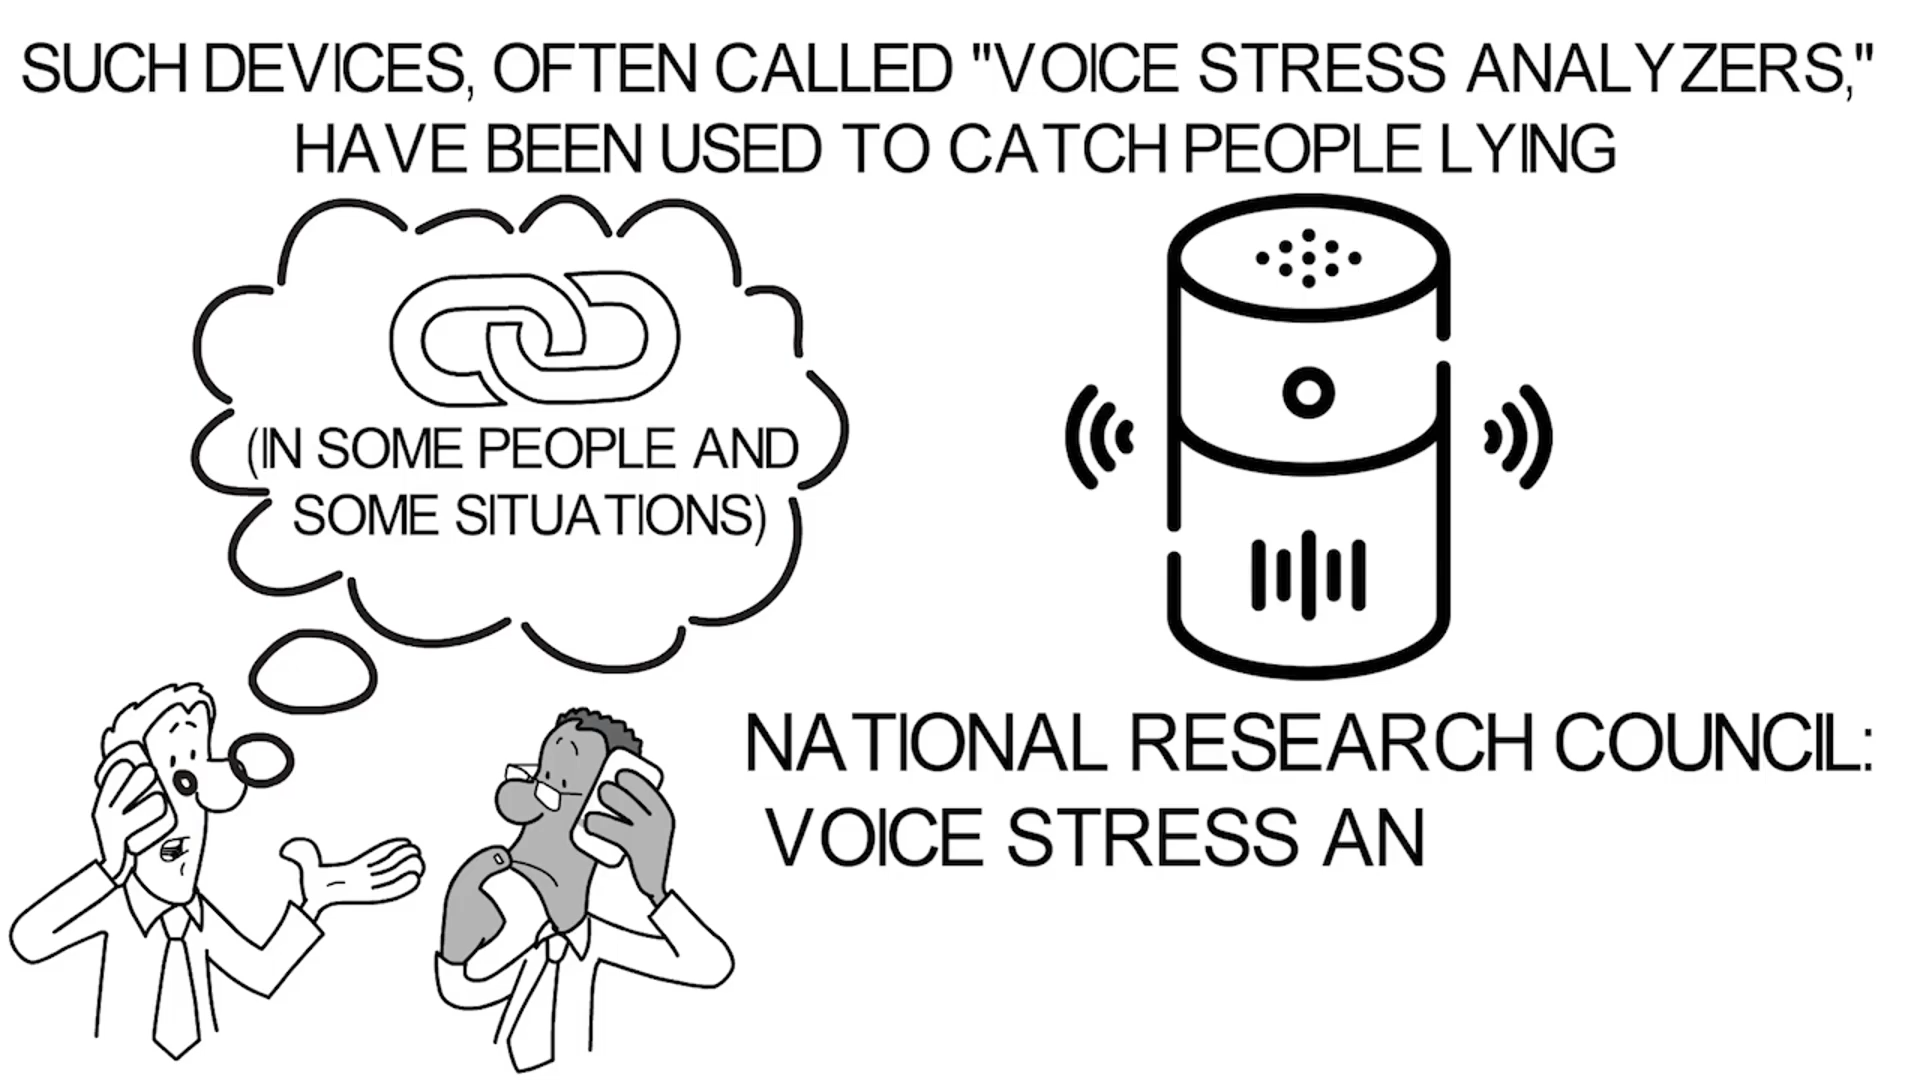 SUCH DEVICES, OFTEN CALLED "VOICE STRESS ANALYZERS,"
HAVE BEEN USED TO CATCH PEOPLE LYING
(IN SOME PEOPLE AND
SOME SITUATIONS)
NATIONAL RESEARCH COUNCIL:
VOICE STRESS AN